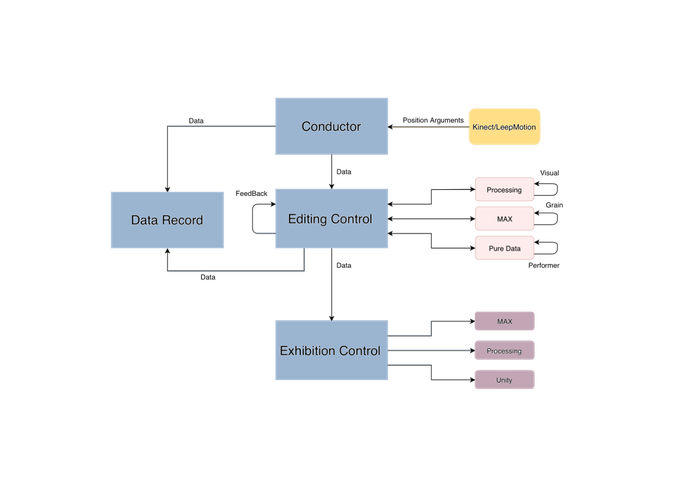 Conductor
Position Arguments
Kinect/LeepMotion
Data
Data
Visual
FeedBack
Processing
Grain
Data Record
Editing Control
MAX
Pure Data
Performer
Data
Data
MAX
Exhibition Control
Processing
Unity